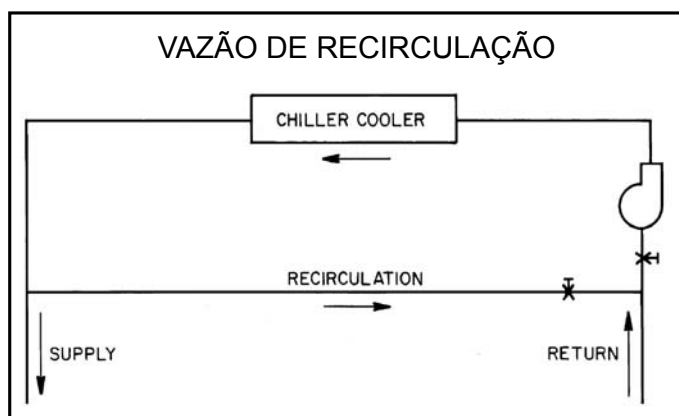 VAZÃO DE RECIRCULAÇÃO
CHILLER COOLER
RECIRCULATION
SUPPLY
RETURN